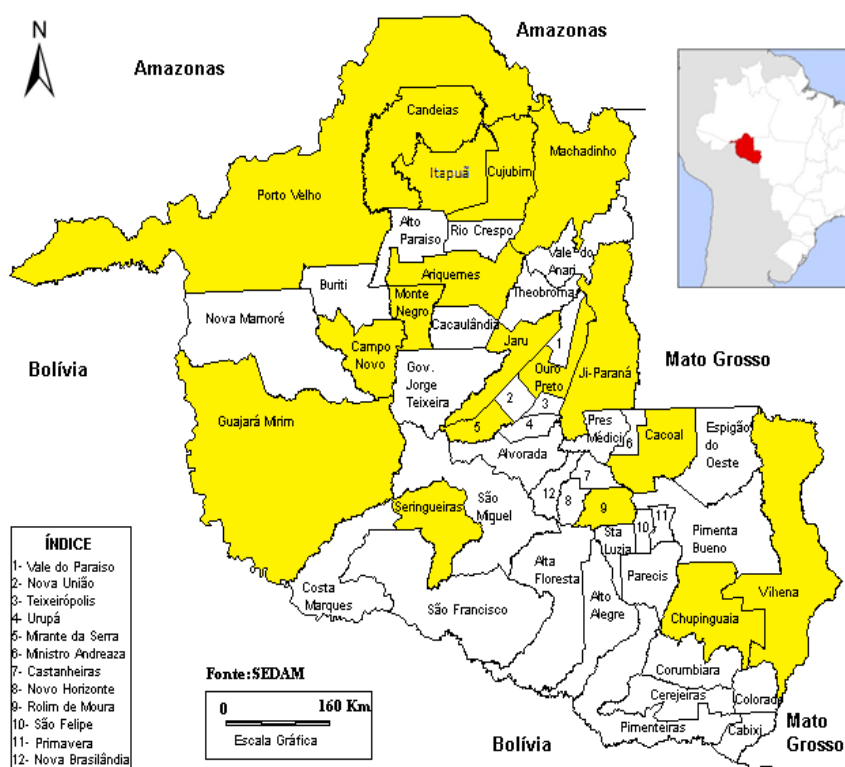 N
Amazonas
Amazonas
Candeias
Itapuã
Cujubim
Machadinho
Porto Velho
Alto
Paraiso
Rio Crespo
Vale do
Anari
Ariquemes
Buriti
Monte
Negro
Theobroma
Nova Mamoré
Cacaulândia
Campo
Novo
Jaru
1
Bolívia
Gov.
Jorge
Teixeira
Ouro
Preto
Ji-Paraná
Mato Grosso
2
3
Guajará Mirim
5
4
Pres
Médici
6
Cacoal
Espigão
do
Oeste
Alvorada
7
Seringueiras
São
Miguel
12
8
9
10
11
Pimenta
Bueno
Sta
Luzia
Alta
Floresta
Parecis
Costa
Marques
São Francisco
Alto
Alegre
Vihena
Chupinguaia
Corumbiara
Cerejeiras
Colorado
Pimenteiras
Cabixi
Mato
Grosso
Bolívia
ÍNDICE
1- Vale do Paraiso
2- Nova União
3- Teixeirópolis
4- Urupá
5- Mirante da Serra
6- Ministro Andreaza
7- Castanheiras
8- Novo Horizonte
9- Rolim de Moura
10- São Felipe
11- Primavera
12- Nova Brasilândia
Fonte:SEDAM
0 160 Km
Escala Gráfica